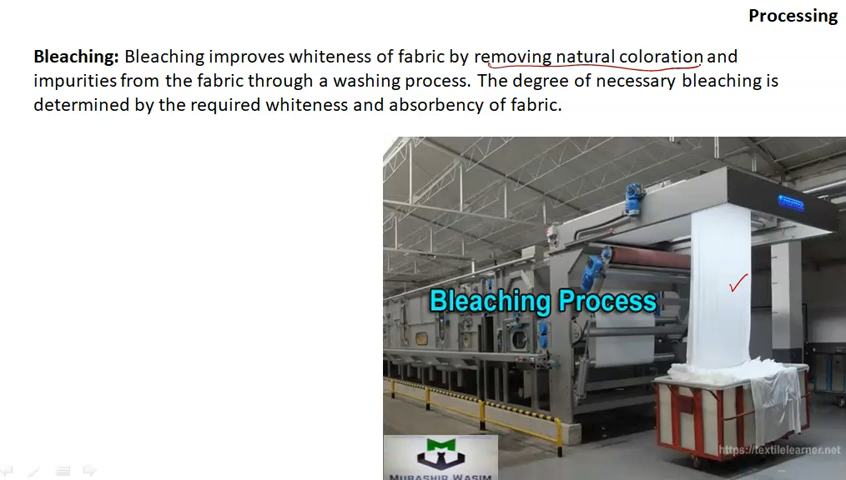 Processing
Bleaching: Bleaching improves whiteness of fabric by removing natural coloration and
impurities from the fabric through a washing process. The degree of necessary bleaching is
determined by the required whiteness and absorbency of fabric.
Bleaching Process
https://textilelearner.net
MUBASHIR WASIM